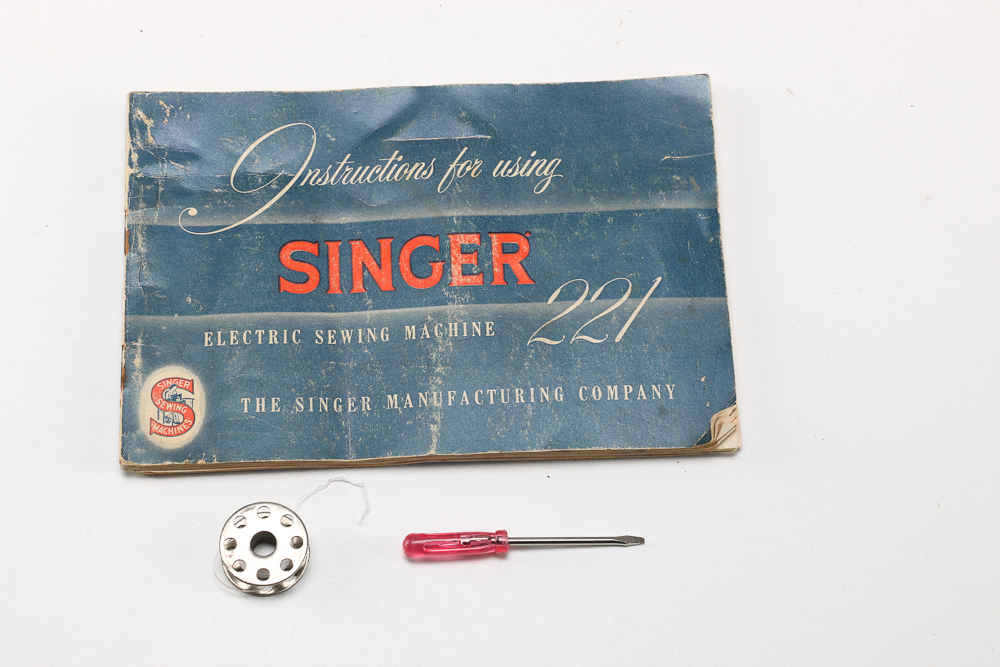 Instructions for using
SINGER
ELECTRIC SEWING MACHINE 221
THE SINGER MANUFACTURING COMPANY
SINGER
SEWING
MACHINES